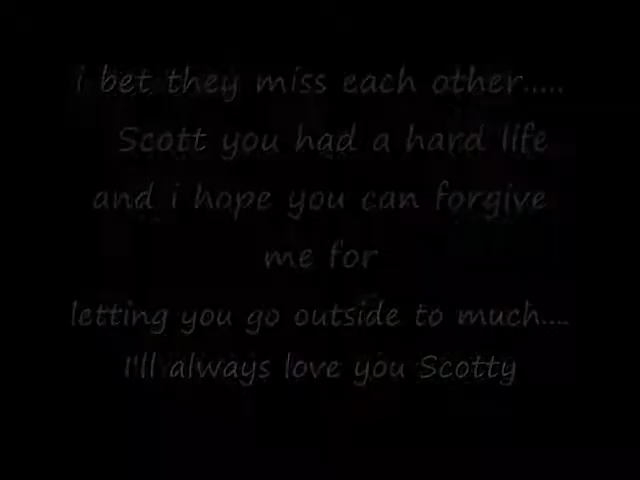 i bet they miss each other.....
Scott you had a hard life
and i hope you can forgive
me for
letting you go outside to much....
I'll always love you Scotty